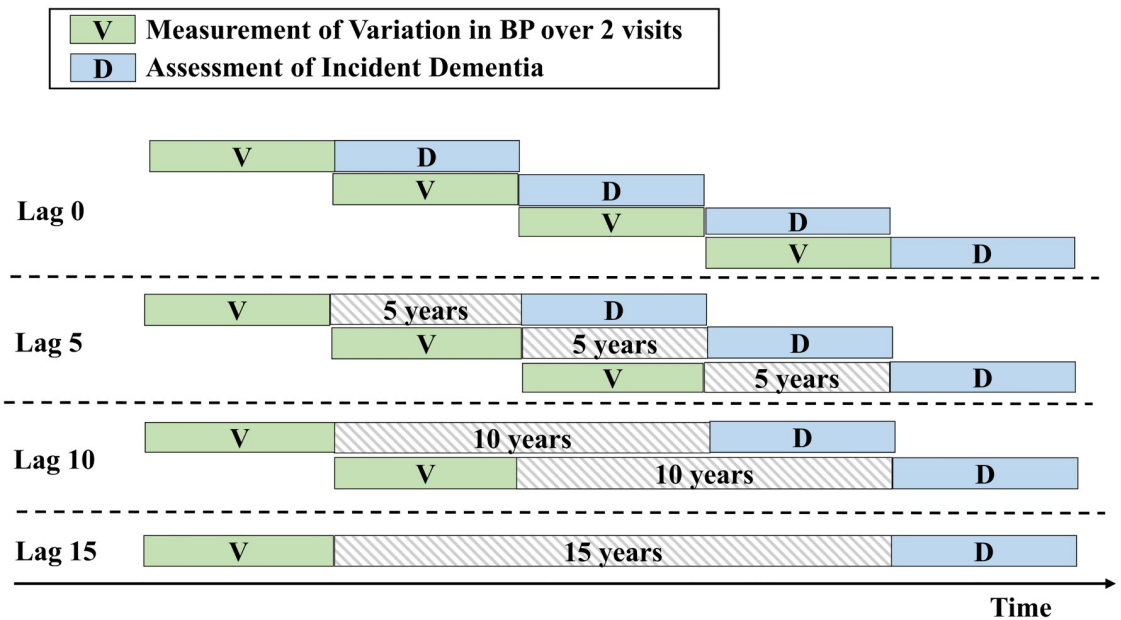 V Measurement of Variation in BP over 2 visits
D Assessment of Incident Dementia
Lag 0
V D
V D
V D
V D
Lag 5
V 5 years D
V 5 years D
V 5 years D
Lag 10
V 10 years D
V 10 years D
Lag 15
V 15 years D
Time